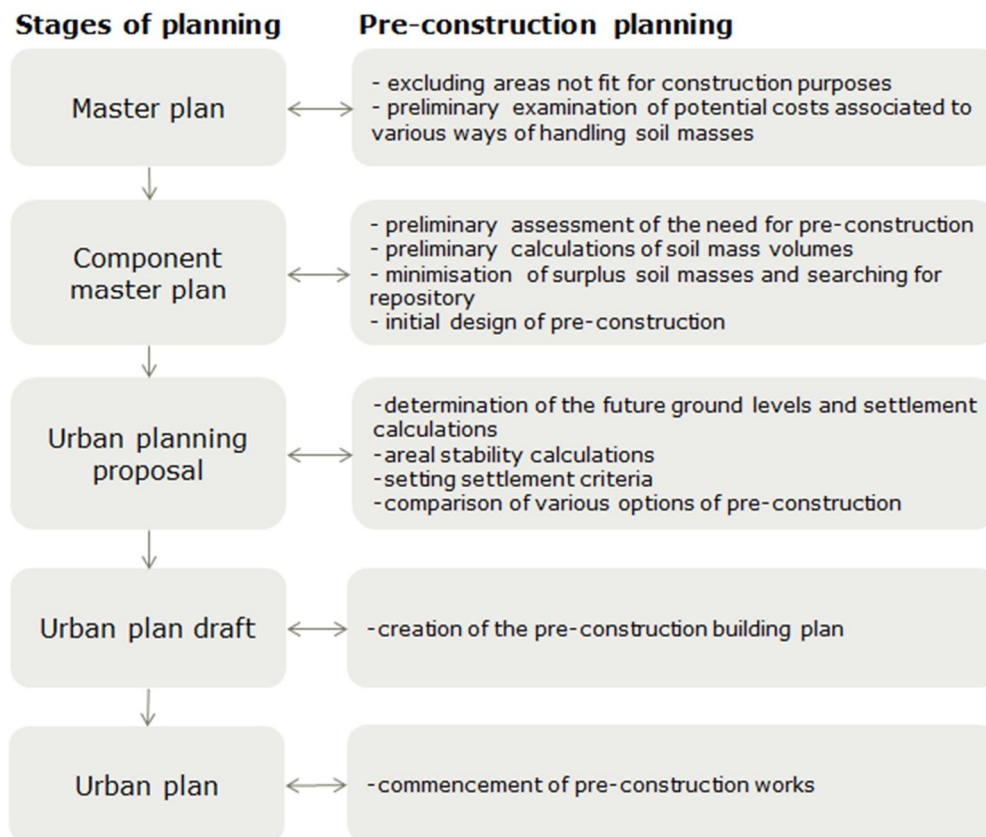 Stages of planning
Pre-construction planning
Master plan
- excluding areas not fit for construction purposes
- preliminary examination of potential costs associated to
various ways of handling soil masses
Component
master plan
- preliminary assessment of the need for pre-construction
- preliminary calculations of soil mass volumes
- minimisation of surplus soil masses and searching for
repository
- initial design of pre-construction
Urban planning
proposal
-determination of the future ground levels and settlement
calculations
-areal stability calculations
-setting settlement criteria
-comparison of various options of pre-construction
Urban plan draft
-creation of the pre-construction building plan
Urban plan
-commencement of pre-construction works